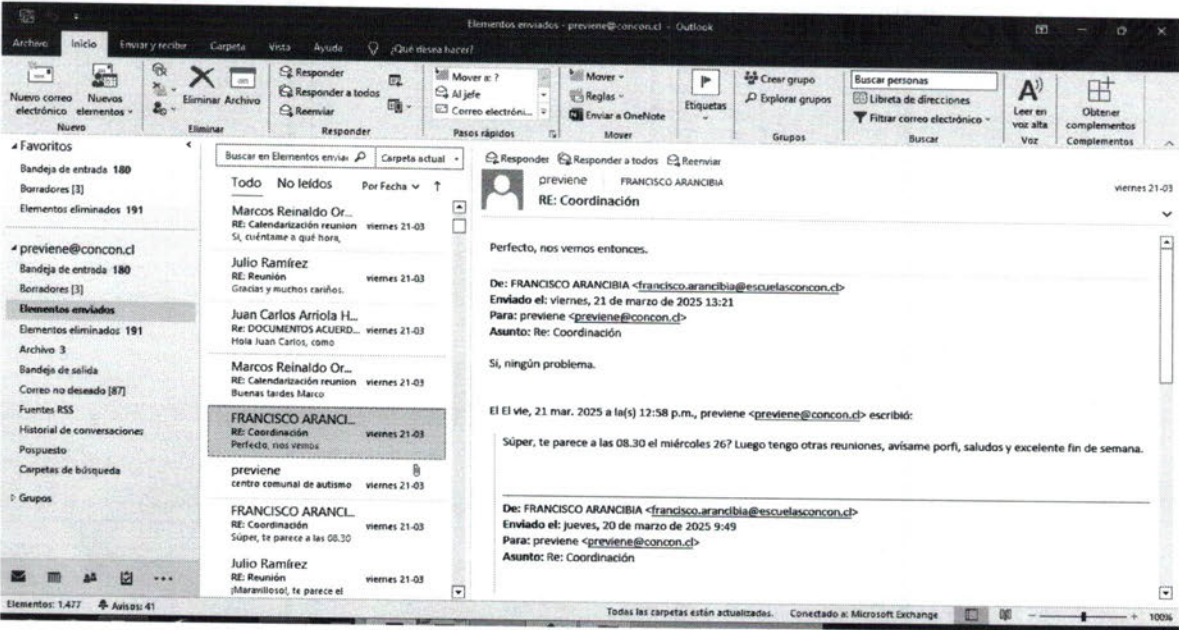 Elementos enviados - previene@concon.cl - Outlook
Archivo Inicio Enviar y recibir Carpeta Vista Ayuda ¿Qué desea hacer?
Nuevo correo electrónico
Nuevos elementos
Nuevo
Eliminar Archivo
Eliminar
Responder
Responder a todos
Reenviar
Responder
Mover a: ?
Al jefe
Correo electróni...
Pasos rápidos
Mover
Reglas
Enviar a OneNote
Mover
Etiquetas
Crear grupo
Explorar grupos
Grupos
Buscar personas
Libreta de direcciones
Filtrar correo electrónico
Buscar
Leer en voz alta
Voz
Obtener complementos
Complementos
Favoritos
Bandeja de entrada 180
Borradores [3]
Elementos eliminados 191
previene@concon.cl
Bandeja de entrada 180
Borradores [3]
Elementos enviados
Elementos eliminados 191
Archivo 3
Bandeja de salida
Correo no deseado [87]
Fuentes RSS
Historial de conversaciones
Pospuesto
Carpetas de búsqueda
Grupos
Buscar en Elementos envia Carpeta actual
Todo No leídos Por Fecha
Marcos Reinaldo Or...
RE: Calendarización reunion viernes 21-03
Si, cuéntame a qué hora,
Julio Ramírez
RE: Reunión viernes 21-03
Gracias y muchos cariños.
Juan Carlos Arriola H...
Re: DOCUMENTOS ACUERD... viernes 21-03
Hola Juan Carlos, como
Marcos Reinaldo Or...
RE: Calendarización reunion viernes 21-03
Buenas tardes Marco
FRANCISCO ARANCI...
RE: Coordinación viernes 21-03
Perfecto, nos vemos
previene
centro comunal de autismo viernes 21-03
FRANCISCO ARANCI...
RE: Coordinación viernes 21-03
Súper, te parece a las 08.30
Julio Ramírez
RE: Reunión viernes 21-03
¡Maravilloso!, te parece el
Responder Responder a todos Reenviar
previene FRANCISCO ARANCIBIA
viernes 21-03
RE: Coordinación
Perfecto, nos vemos entonces.
De: FRANCISCO ARANCIBIA <francisco.arancibia@escuelasconcon.cl>
Enviado el: viernes, 21 de marzo de 2025 13:21
Para: previene <previene@concon.cl>
Asunto: Re: Coordinación
Si, ningún problema.
El El vie, 21 mar. 2025 a la(s) 12:58 p.m., previene <previene@concon.cl> escribió:
Súper, te parece a las 08.30 el miércoles 26? Luego tengo otras reuniones, avísame porfi, saludos y excelente fin de semana.
De: FRANCISCO ARANCIBIA <francisco.arancibia@escuelasconcon.cl>
Enviado el: jueves, 20 de marzo de 2025 9:49
Para: previene <previene@concon.cl>
Asunto: Re: Coordinación
Elementos: 1.477 Avisos: 41
Todas las carpetas están actualizadas. Conectado a: Microsoft Exchange 100%